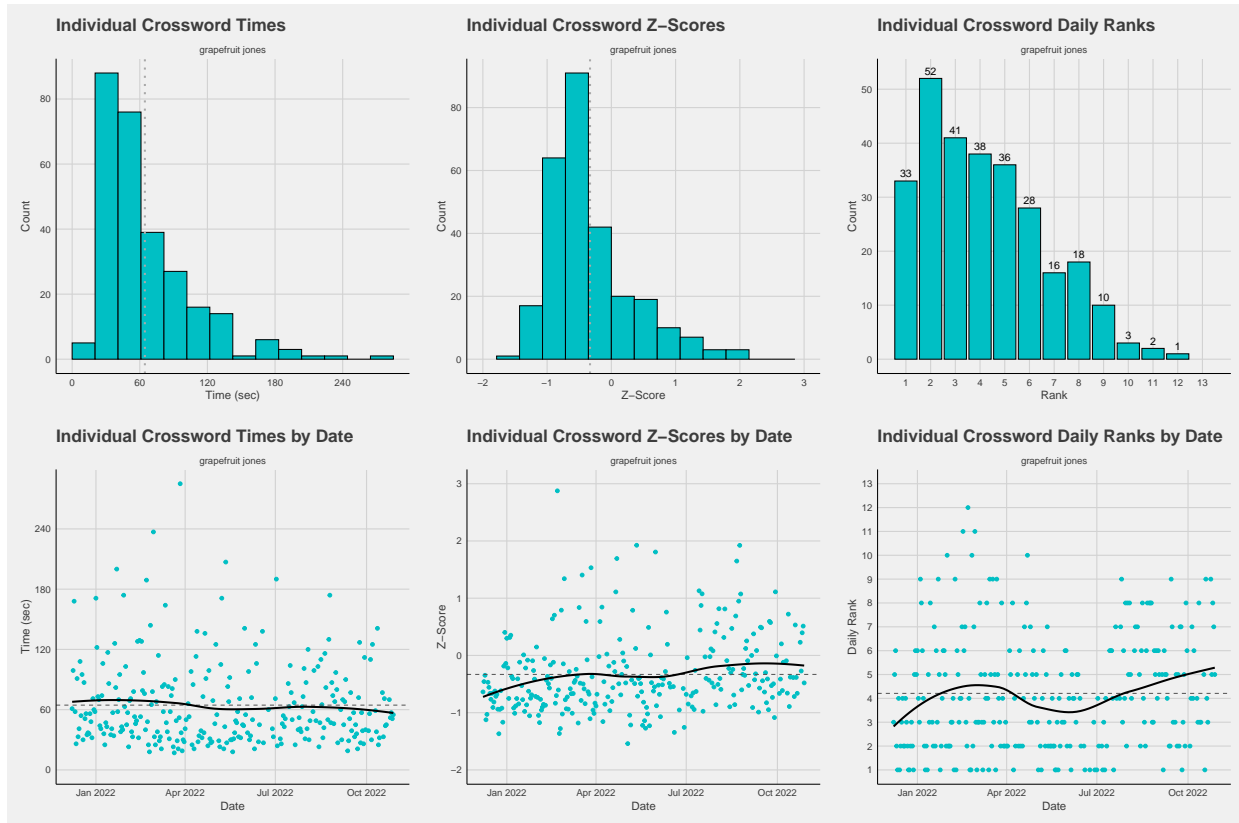 Individual Crossword Times
grapefruit jones
Count
80
60
40
20
0
0 60 120 180 240
Time (sec)
Individual Crossword Z−Scores
grapefruit jones
Count
80
60
40
20
0
−2 −1 0 1 2 3
Z−Score
Individual Crossword Daily Ranks
grapefruit jones
Count
50
40
30
20
10
0
33 52 41 38 36 28 16 18 10 3 2 1
1 2 3 4 5 6 7 8 9 10 11 12 13
Rank
Individual Crossword Times by Date
grapefruit jones
Time (sec)
240
180
120
60
0
Jan 2022 Apr 2022 Jul 2022 Oct 2022
Date
Individual Crossword Z−Scores by Date
grapefruit jones
Z−Score
3
2
1
0
−1
−2
Jan 2022 Apr 2022 Jul 2022 Oct 2022
Date
Individual Crossword Daily Ranks by Date
grapefruit jones
Daily Rank
13
12
11
10
9
8
7
6
5
4
3
2
1
Jan 2022 Apr 2022 Jul 2022 Oct 2022
Date